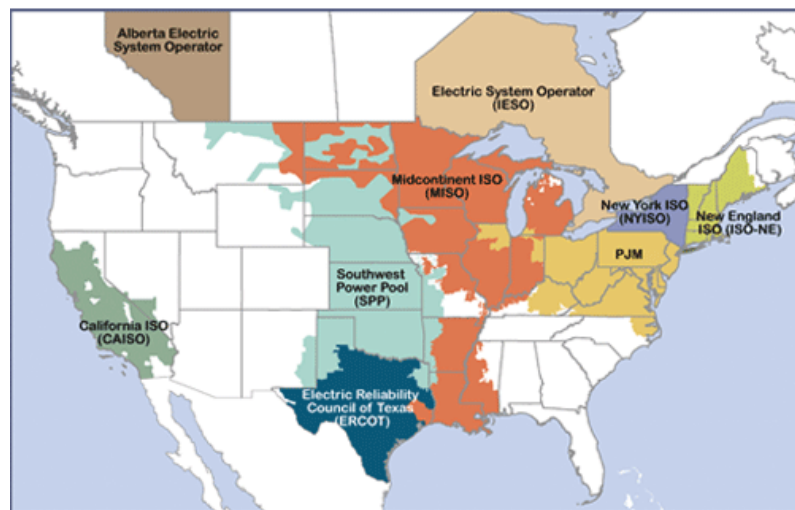 Alberta Electric
System Operator
Electric System Operator
(IESO)
Midcontinent ISO
(MISO)
New York ISO
(NYISO)
New England
ISO (ISO-NE)
PJM
Southwest
Power Pool
(SPP)
California ISO
(CAISO)
Electric Reliability
Council of Texas
(ERCOT)